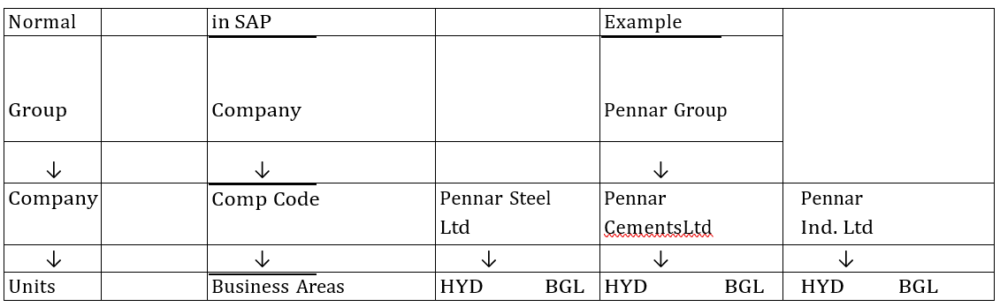 Normal in SAP Example
Group Company Pennar Group
↓ ↓ ↓
Company Comp Code Pennar Steel Pennar Pennar
Ltd CementsLtd Ind. Ltd
↓ ↓ ↓ ↓ ↓
Units Business Areas HYD BGL HYD BGL HYD BGL